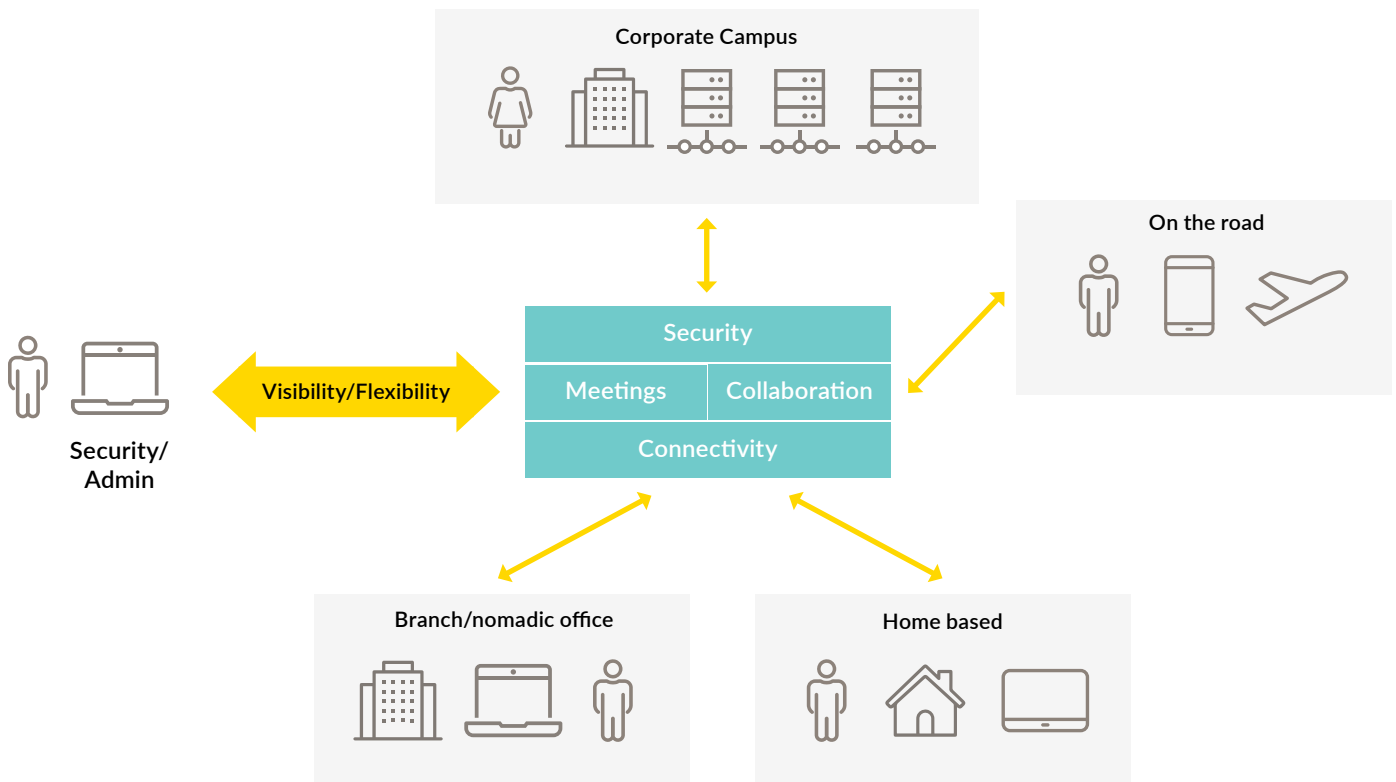 Corporate Campus
On the road
Security
Meetings
Collaboration
Connectivity
Visibility/Flexibility
Security/
Admin
Branch/nomadic office
Home based